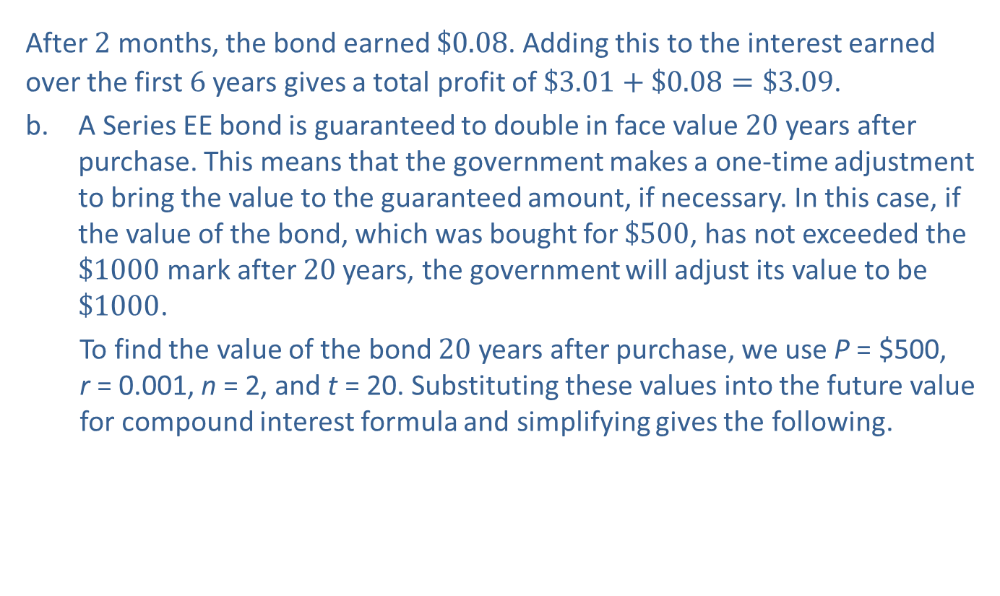 After 2 months, the bond earned $0.08. Adding this to the interest earned
over the first 6 years gives a total profit of $3.01 + $0.08 = $3.09.
b. A Series EE bond is guaranteed to double in face value 20 years after
purchase. This means that the government makes a one-time adjustment
to bring the value to the guaranteed amount, if necessary. In this case, if
the value of the bond, which was bought for $500, has not exceeded the
$1000 mark after 20 years, the government will adjust its value to be
$1000.
To find the value of the bond 20 years after purchase, we use P = $500,
r = 0.001, n = 2, and t = 20. Substituting these values into the future value
for compound interest formula and simplifying gives the following.